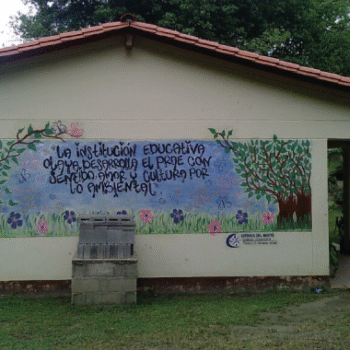 "LA INSTITUCIÓN EDUCATIVA
OLAYA, DESARROLLA EL PRAE CON
SENTIDO, AMOR Y CULTURA POR
LO AMBIENTAL"